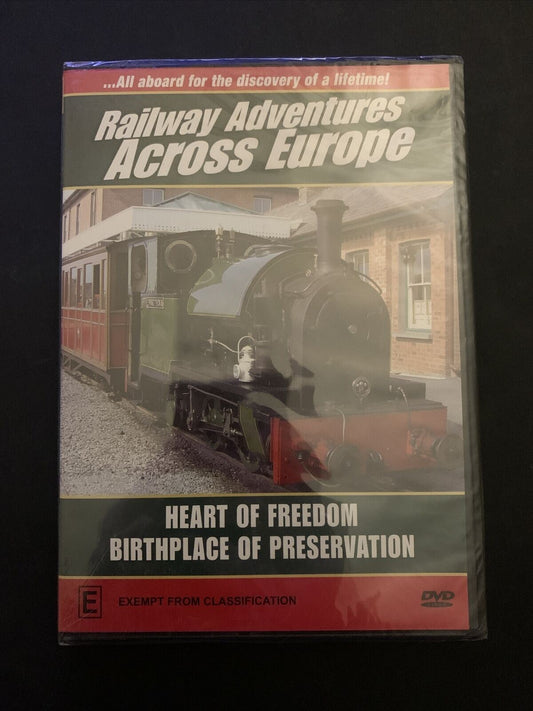 ...All aboard for the discovery of a lifetime!
Railway Adventures
Across Europe
HEART OF FREEDOM
BIRTHPLACE OF PRESERVATION
E EXEMPT FROM CLASSIFICATION
DVD